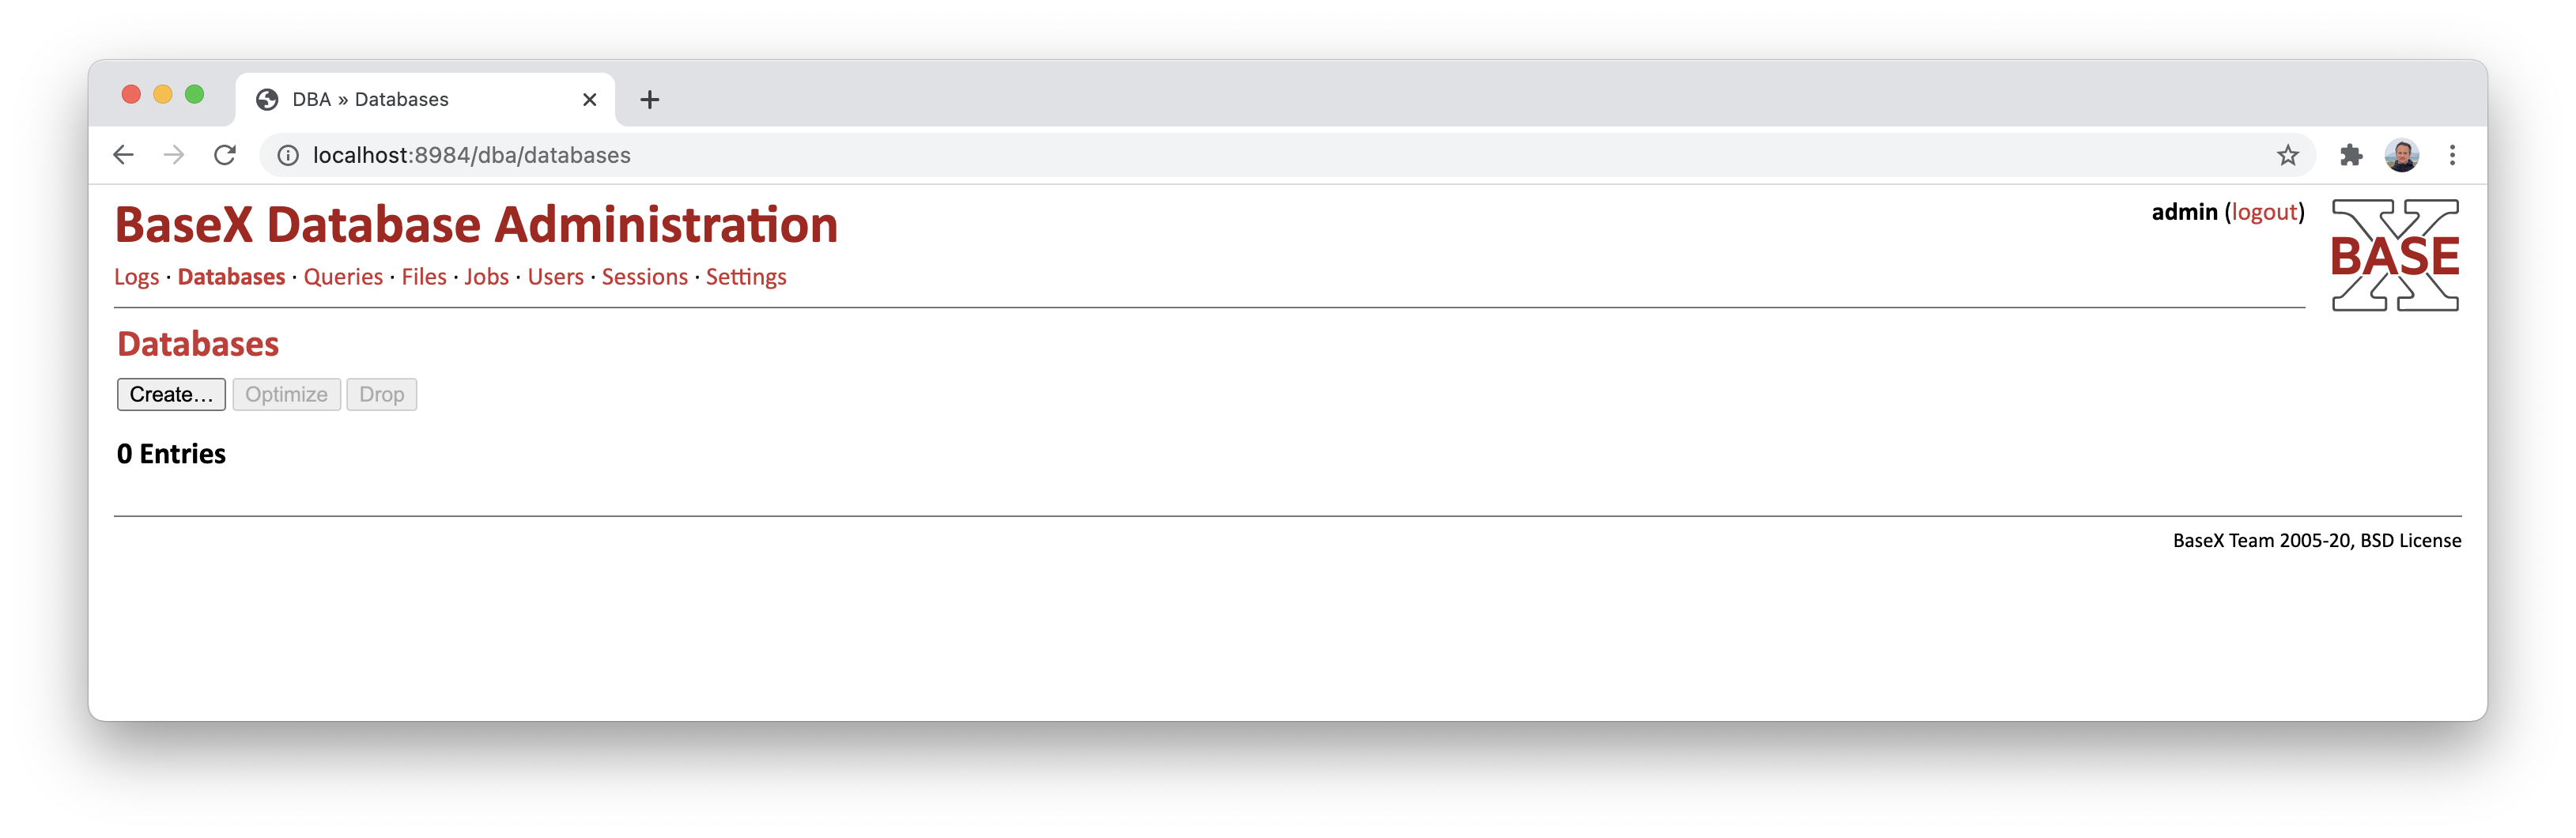 DBA » Databases
localhost:8984/dba/databases
BaseX Database Administration
admin (logout)
BASE X
Logs · Databases · Queries · Files · Jobs · Users · Sessions · Settings
Databases
Create… Optimize Drop
0 Entries
BaseX Team 2005-20, BSD License